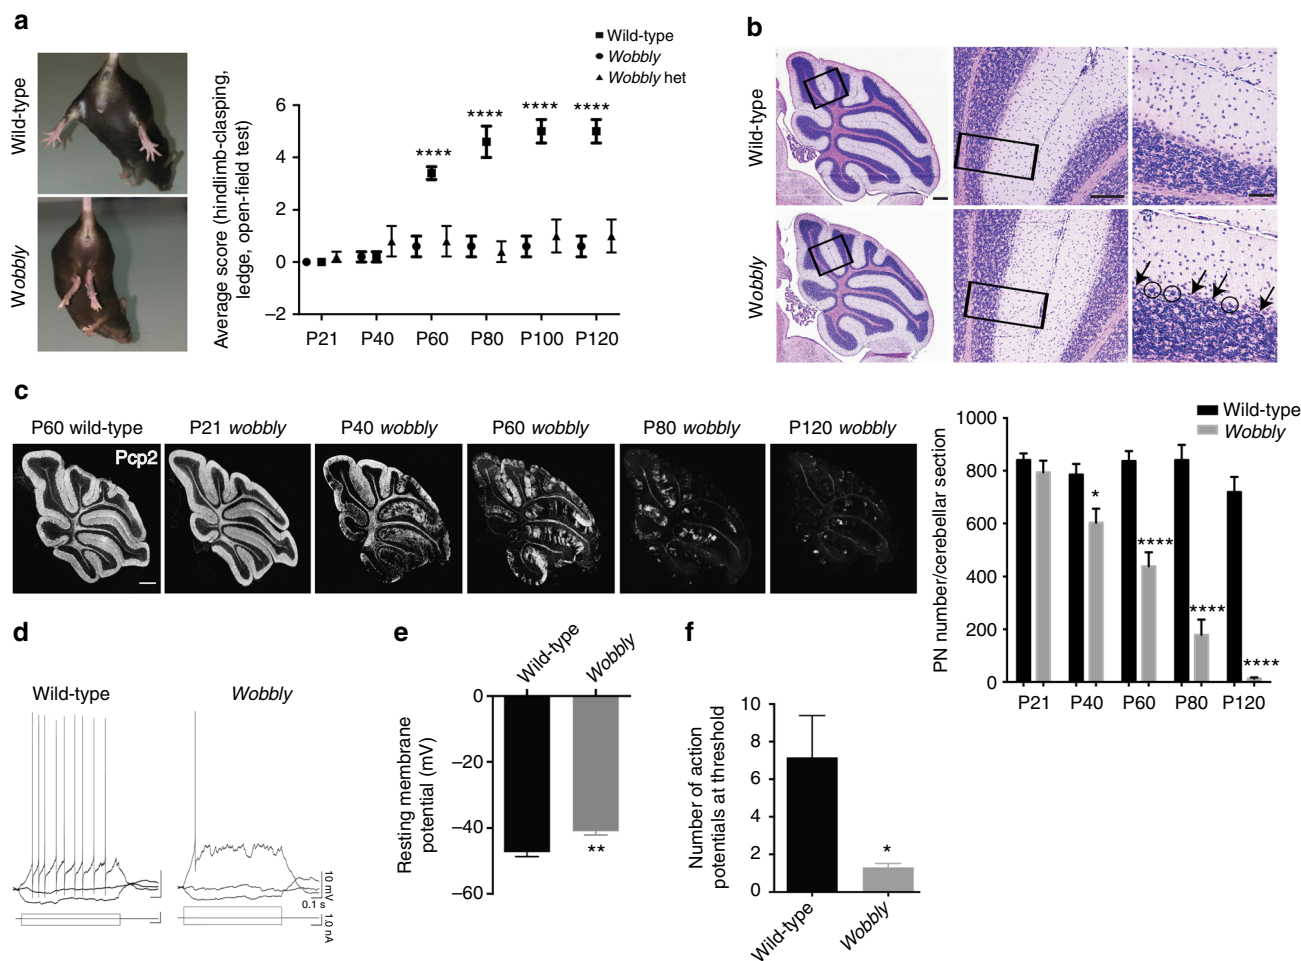 a
Wild-type
Wobbly
Average score (hindlimb-clasping,
ledge, open-field test)
Wild-type
Wobbly
Wobbly het
6
4
2
0
−2
****
****
****
****
P21 P40 P60 P80 P100 P120
b
Wild-type
Wobbly
c
P60 wild-type
P21 wobbly
P40 wobbly
P60 wobbly
P80 wobbly
P120 wobbly
Pcp2
Wild-type
Wobbly
PN number/cerebellar section
1000
800
600
400
200
0
*
****
****
****
P21 P40 P60 P80 P120
d
Wild-type
Wobbly
10 mV
0.1 s
1.0 nA
e
Wild-type
Wobbly
Resting membrane
potential (mV)
0
−20
−40
−60
**
f
Number of action
potentials at threshold
10
8
6
4
2
0
*
Wild-type
Wobbly